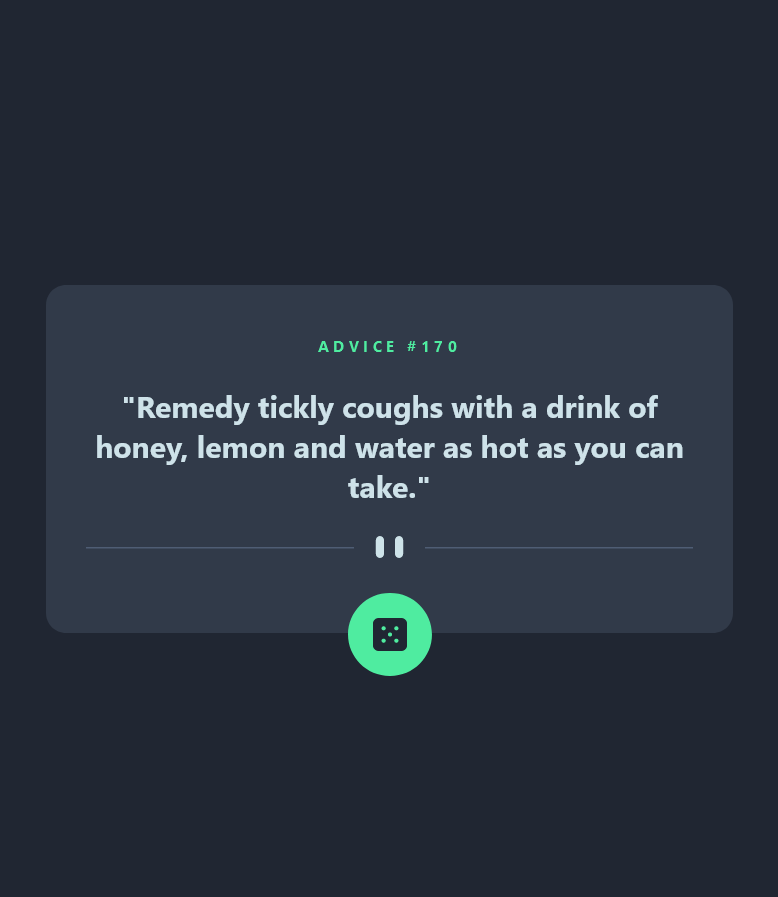 ADVICE #170
"Remedy tickly coughs with a drink of
honey, lemon and water as hot as you can
take."